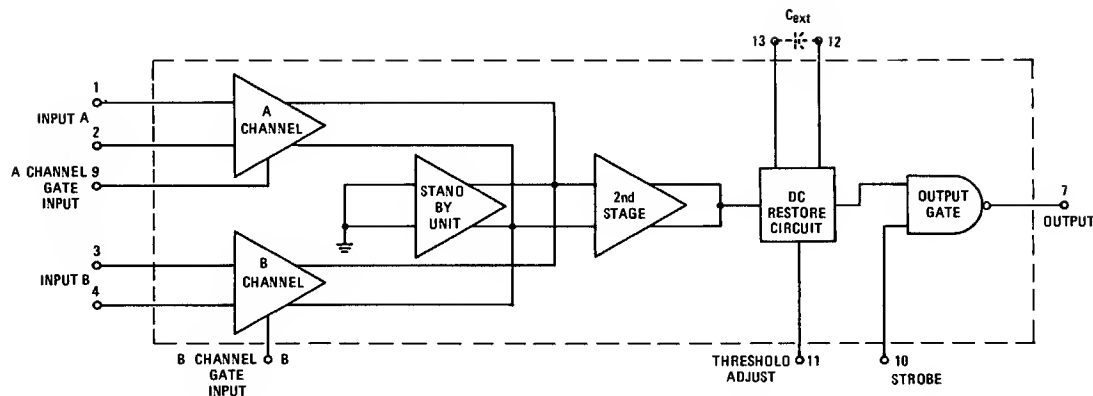 Cext
13 12
1
INPUT A
2
A CHANNEL 9
GATE
INPUT
A
CHANNEL
STAND
BY
UNIT
2nd
STAGE
DC
RESTORE
CIRCUIT
OUTPUT
GATE
7
OUTPUT
3
INPUT B
4
B
CHANNEL
B CHANNEL B
GATE
INPUT
THRESHOLD 11
ADJUST
10
STROBE